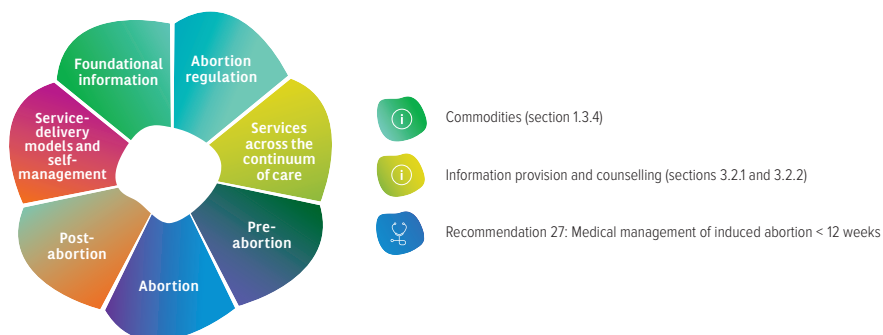 Foundational
information
Abortion
regulation
Service-
delivery
models and
self-
management
Services
across the
continuum
of care
Post-
abortion
Abortion
Pre-
abortion
Commodities (section 1.3.4)
Information provision and counselling (sections 3.2.1 and 3.2.2)
Recommendation 27: Medical management of induced abortion < 12 weeks